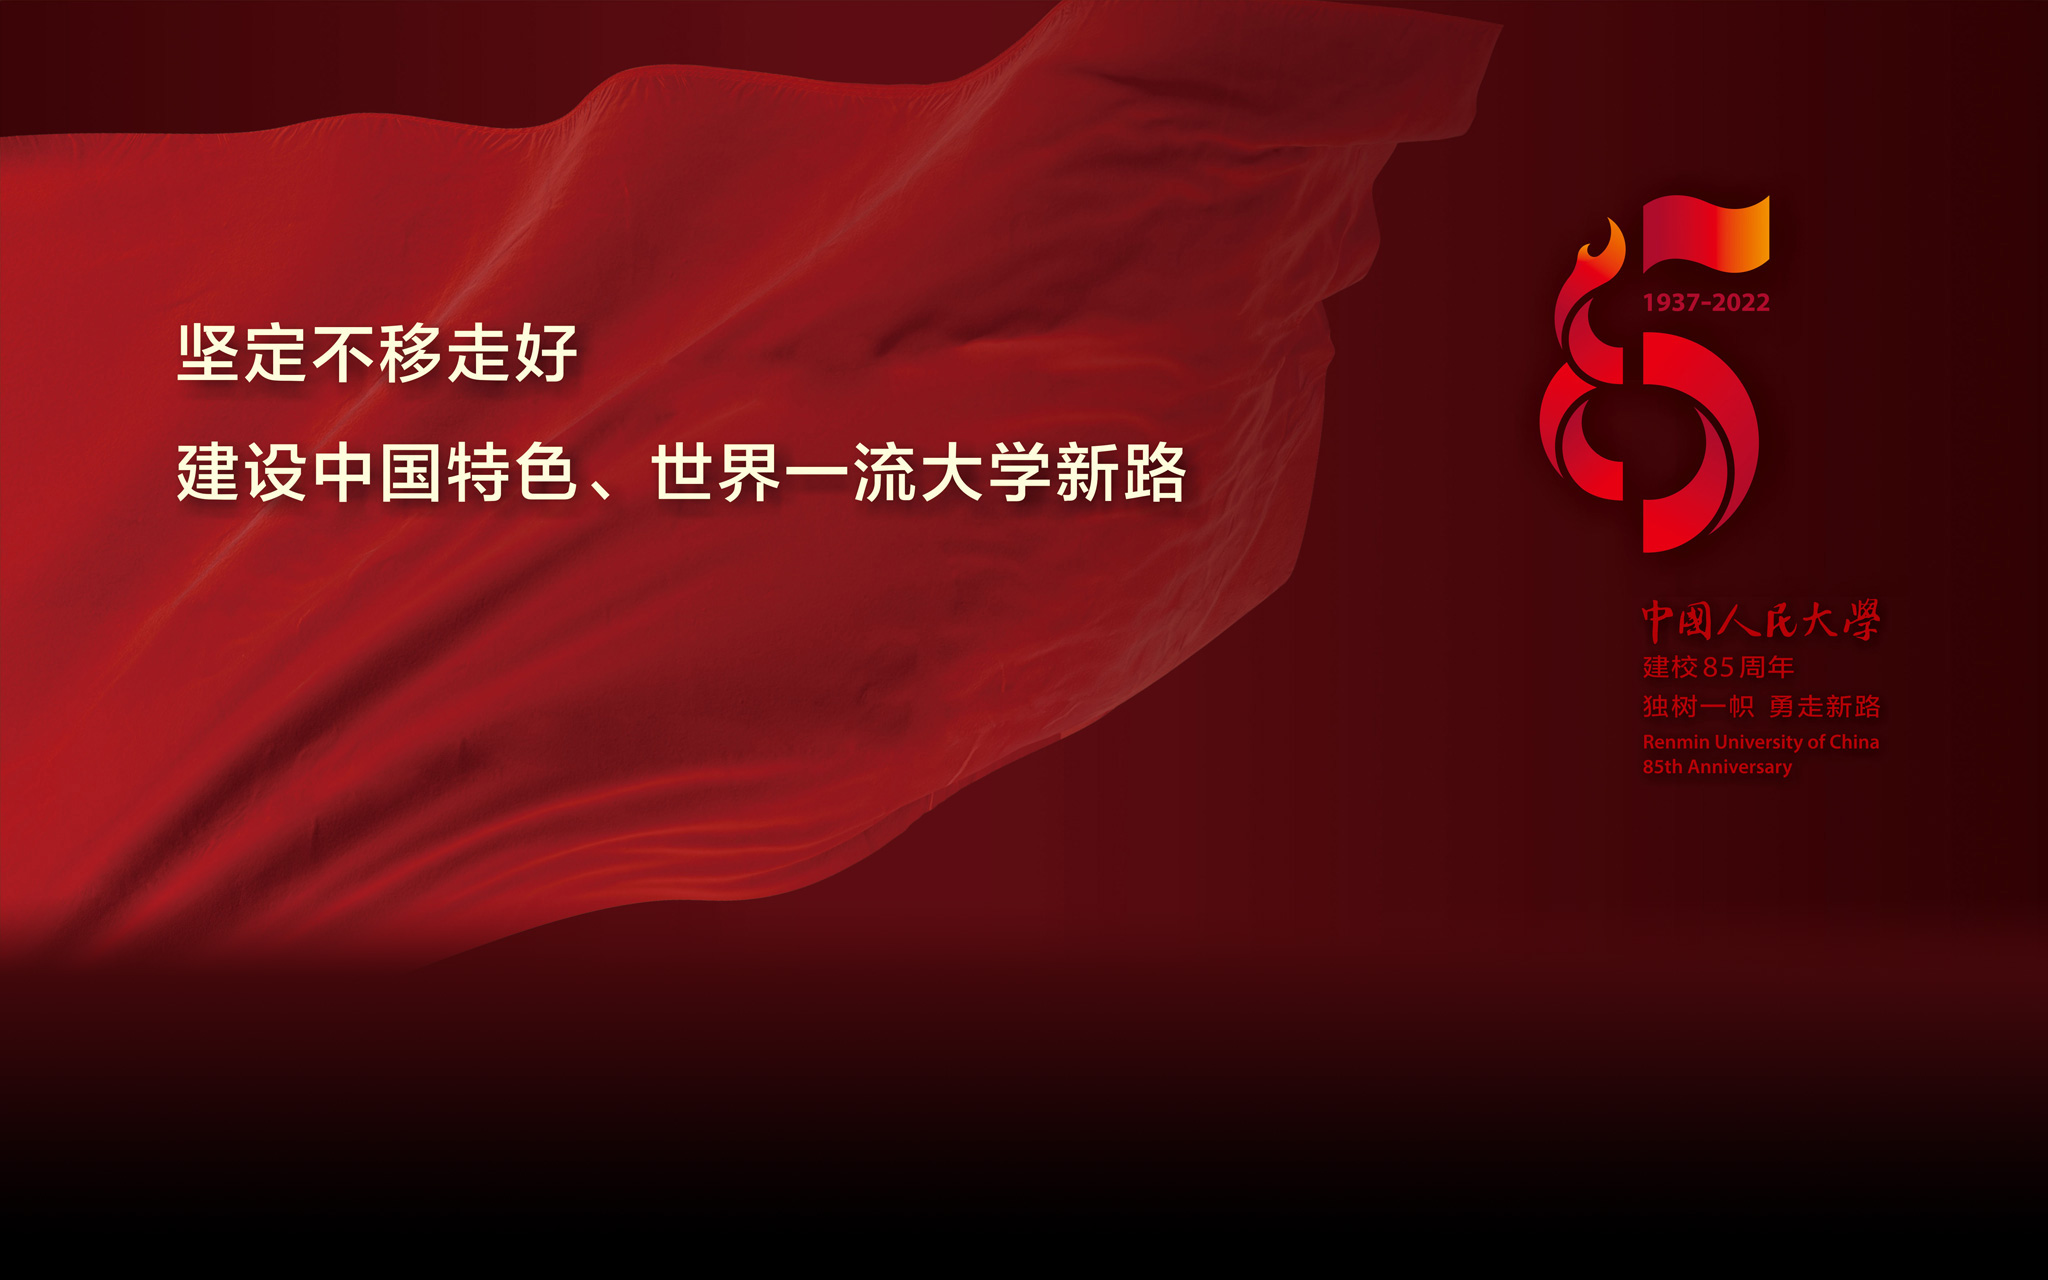 坚定不移走好
建设中国特色、世界一流大学新路
1937-2022
中國人民大學
建校85周年
独树一帜 勇走新路
Renmin University of China
85th Anniversary